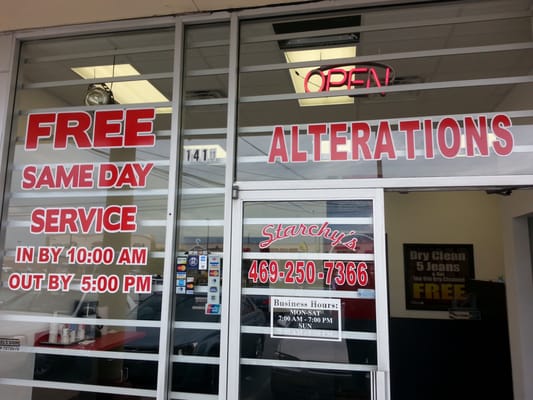 OPEN
FREE
SAME DAY
SERVICE
IN BY 10:00 AM
OUT BY 5:00 PM
141
ALTERATIONS
Starchy's
469-250-7366
Business Hours:
MON-SAT
7:00 AM - 7:00 PM
SUN
Dry Clean
5 Jeans
FREE